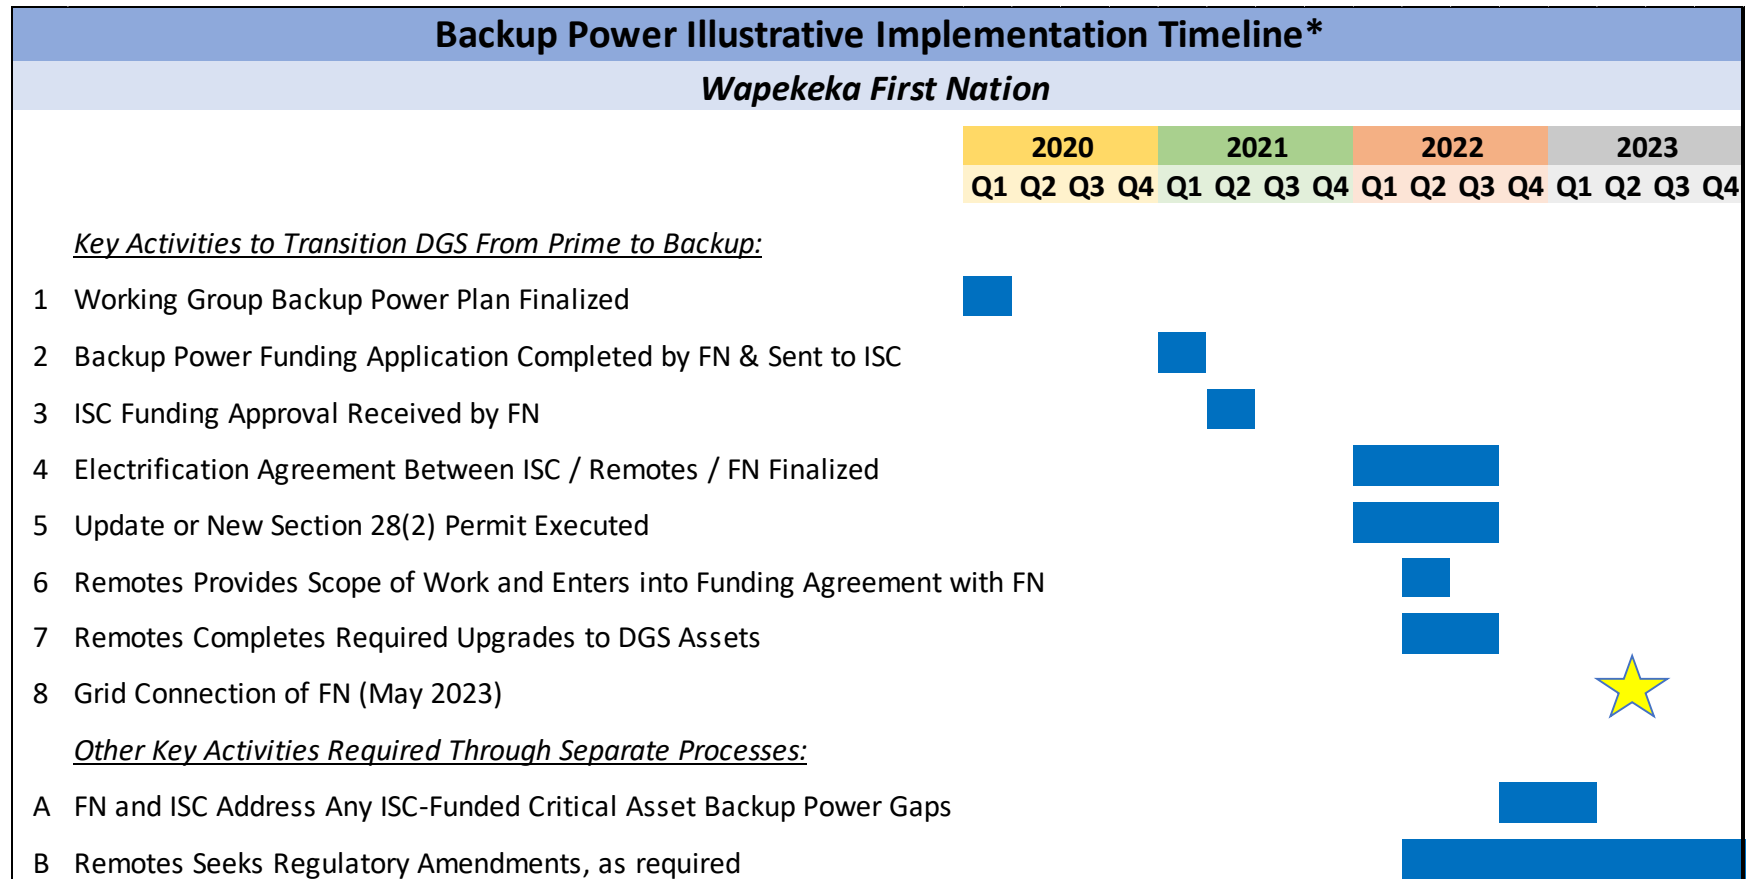 Backup Power Illustrative Implementation Timeline*
Wapekeka First Nation
2020 2021 2022 2023
Q1 Q2 Q3 Q4 Q1 Q2 Q3 Q4 Q1 Q2 Q3 Q4 Q1 Q2 Q3 Q4
Key Activities to Transition DGS From Prime to Backup:
1 Working Group Backup Power Plan Finalized
2 Backup Power Funding Application Completed by FN & Sent to ISC
3 ISC Funding Approval Received by FN
4 Electrification Agreement Between ISC / Remotes / FN Finalized
5 Update or New Section 28(2) Permit Executed
6 Remotes Provides Scope of Work and Enters into Funding Agreement with FN
7 Remotes Completes Required Upgrades to DGS Assets
8 Grid Connection of FN (May 2023)
Other Key Activities Required Through Separate Processes:
A FN and ISC Address Any ISC-Funded Critical Asset Backup Power Gaps
B Remotes Seeks Regulatory Amendments, as required